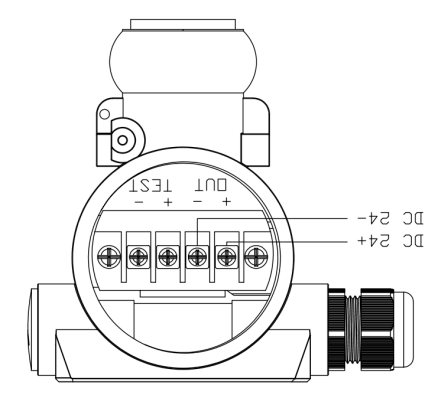 TEST OUT
- + - +
DC 24-
DC 24+